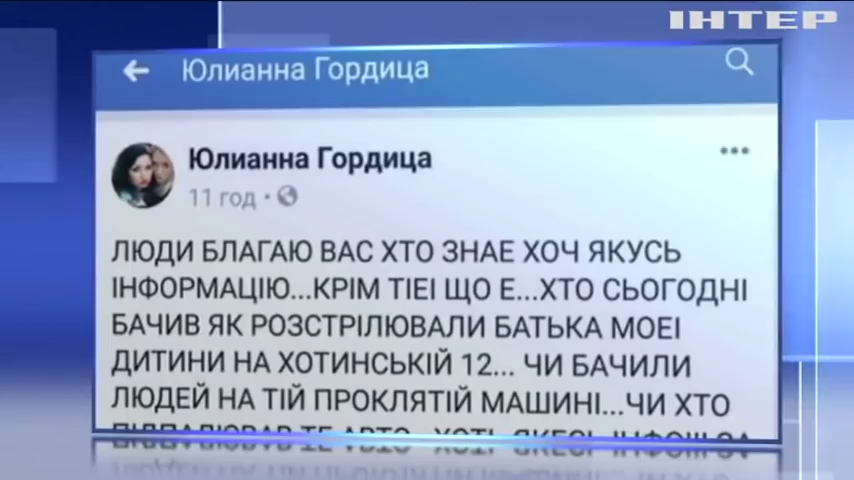 ІНТЕР
Юлианна Гордица
Юлианна Гордица
11 год
ЛЮДИ БЛАГАЮ ВАС ХТО ЗНАЕ ХОЧ ЯКУСЬ
ІНФОРМАЦІЮ...КРІМ ТІЕІ ЩО Е...ХТО СЬОГОДНІ
БАЧИВ ЯК РОЗСТРІЛЮВАЛИ БАТЬКА МОЕІ
ДИТИНИ НА ХОТИНСЬКІЙ 12... ЧИ БАЧИЛИ
ЛЮДЕЙ НА ТІЙ ПРОКЛЯТІЙ МАШИНІ...ЧИ ХТО